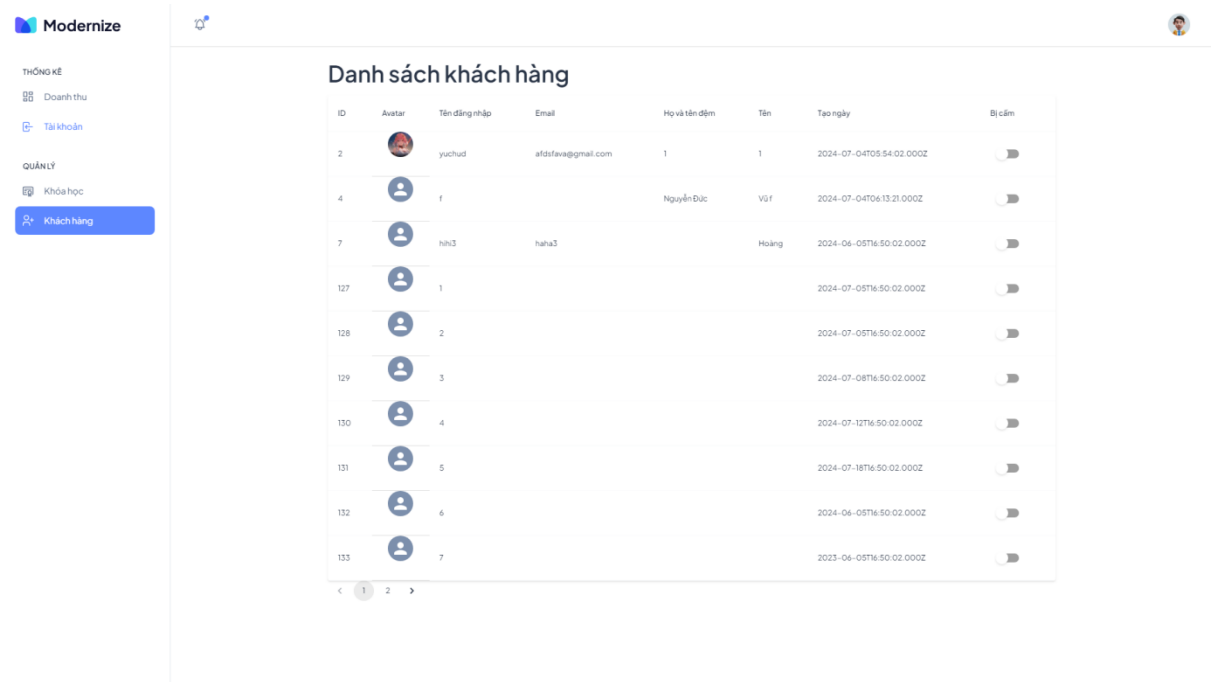 Modernize
THỐNG KÊ
Doanh thu
Tài khoản
QUẢN LÝ
Khóa học
Khách hàng
Danh sách khách hàng
ID Avatar Tên đăng nhập Email Họ và tên đệm Tên Tạo ngày Bị cấm
2 yuchud afdsfava@gmail.com 1 1 2024-07-04T05:54:02.000Z
4 f Nguyễn Đức Vũ f 2024-07-04T06:13:21.000Z
7 hihi3 haha3 Hoàng 2024-06-05T16:50:02.000Z
127 1 2024-07-05T16:50:02.000Z
128 2 2024-07-05T16:50:02.000Z
129 3 2024-07-08T16:50:02.000Z
130 4 2024-07-12T16:50:02.000Z
131 5 2024-07-18T16:50:02.000Z
132 6 2024-06-05T16:50:02.000Z
133 7 2023-06-05T16:50:02.000Z
1 2